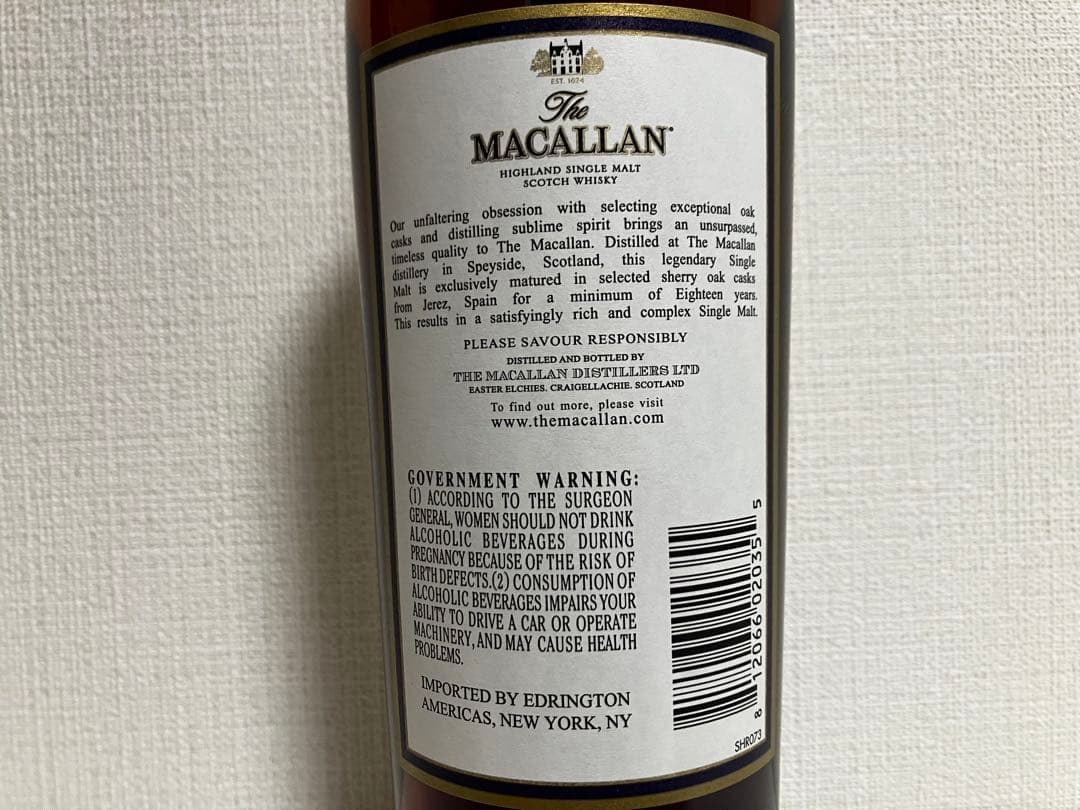 EST. 1824
The
MACALLAN
HIGHLAND SINGLE MALT
SCOTCH WHISKY
Our unfaltering obsession with selecting exceptional oak
casks and distilling sublime spirit brings an unsurpassed,
timeless quality to The Macallan. Distilled at The Macallan
distillery in Speyside, Scotland, this legendary Single
Malt is exclusively matured in selected sherry oak casks
from Jerez, Spain for a minimum of Eighteen years.
This results in a satisfyingly rich and complex Single Malt.
PLEASE SAVOUR RESPONSIBLY
DISTILLED AND BOTTLED BY
THE MACALLAN DISTILLERS LTD
EASTER ELCHIES. CRAIGELLACHIE. SCOTLAND
To find out more, please visit
www.themacallan.com
GOVERNMENT WARNING:
(1) ACCORDING TO THE SURGEON
GENERAL, WOMEN SHOULD NOT DRINK
ALCOHOLIC BEVERAGES DURING
PREGNANCY BECAUSE OF THE RISK OF
BIRTH DEFECTS.(2) CONSUMPTION OF
ALCOHOLIC BEVERAGES IMPAIRS YOUR
ABILITY TO DRIVE A CAR OR OPERATE
MACHINERY, AND MAY CAUSE HEALTH
PROBLEMS.
IMPORTED BY EDRINGTON
AMERICAS, NEW YORK, NY
8 12066 02035 5
SHR073